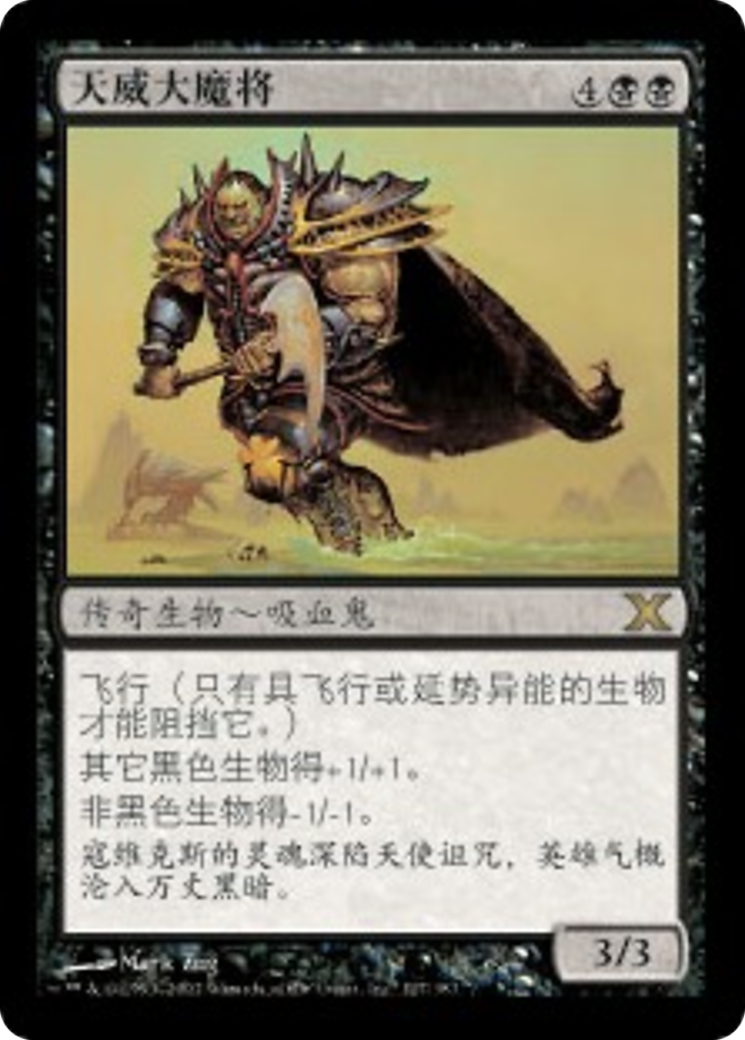 天威大魔将 4
传奇生物～吸血鬼
飞行（只有具飞行或延势异能的生物
才能阻挡它。）
其它黑色生物得+1/+1。
非黑色生物得-1/-1。
寇维克斯的灵魂深陷天使诅咒，英雄气概
沦入万丈黑暗。
3/3
Mark Zug